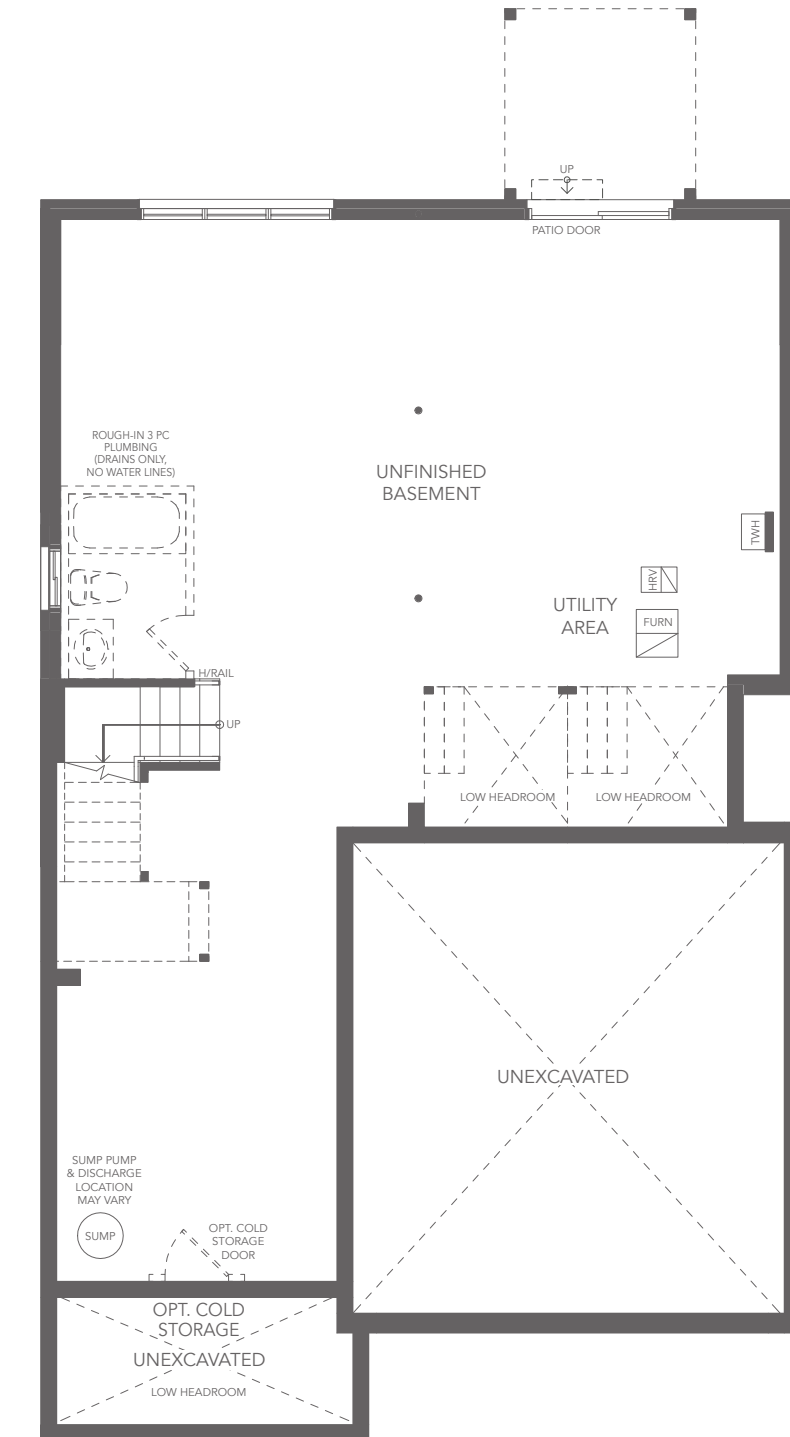 UP
PATIO DOOR
ROUGH-IN 3 PC
PLUMBING
(DRAINS ONLY,
NO WATER LINES)
UNFINISHED
BASEMENT
TWH
HRV
UTILITY
AREA
FURN
H/RAIL
UP
LOW HEADROOM
LOW HEADROOM
UNEXCAVATED
SUMP PUMP
& DISCHARGE
LOCATION
MAY VARY
SUMP
OPT. COLD
STORAGE
DOOR
OPT. COLD
STORAGE
UNEXCAVATED
LOW HEADROOM